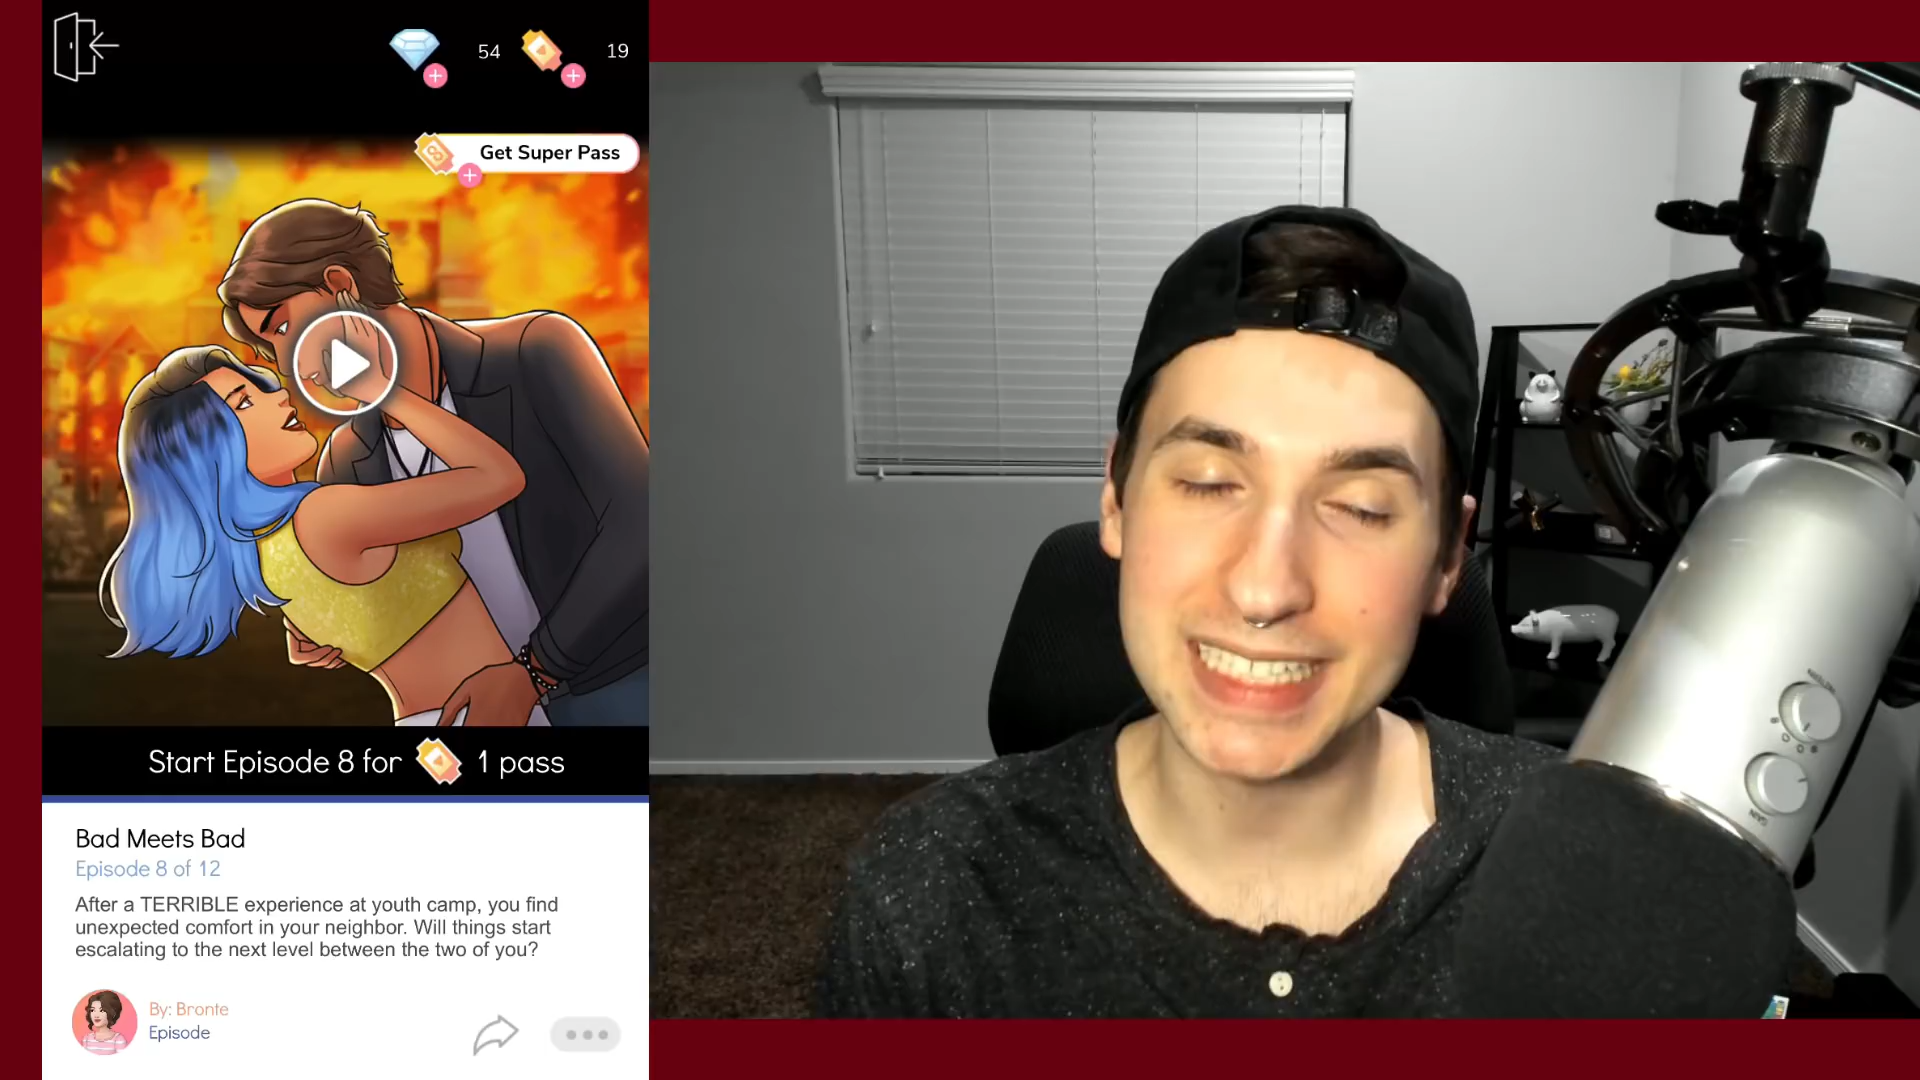 54
19
Get Super Pass
Start Episode 8 for 1 pass
Bad Meets Bad
Episode 8 of 12
After a TERRIBLE experience at youth camp, you find
unexpected comfort in your neighbor. Will things start
escalating to the next level between the two of you?
By: Bronte
Episode
GAIN